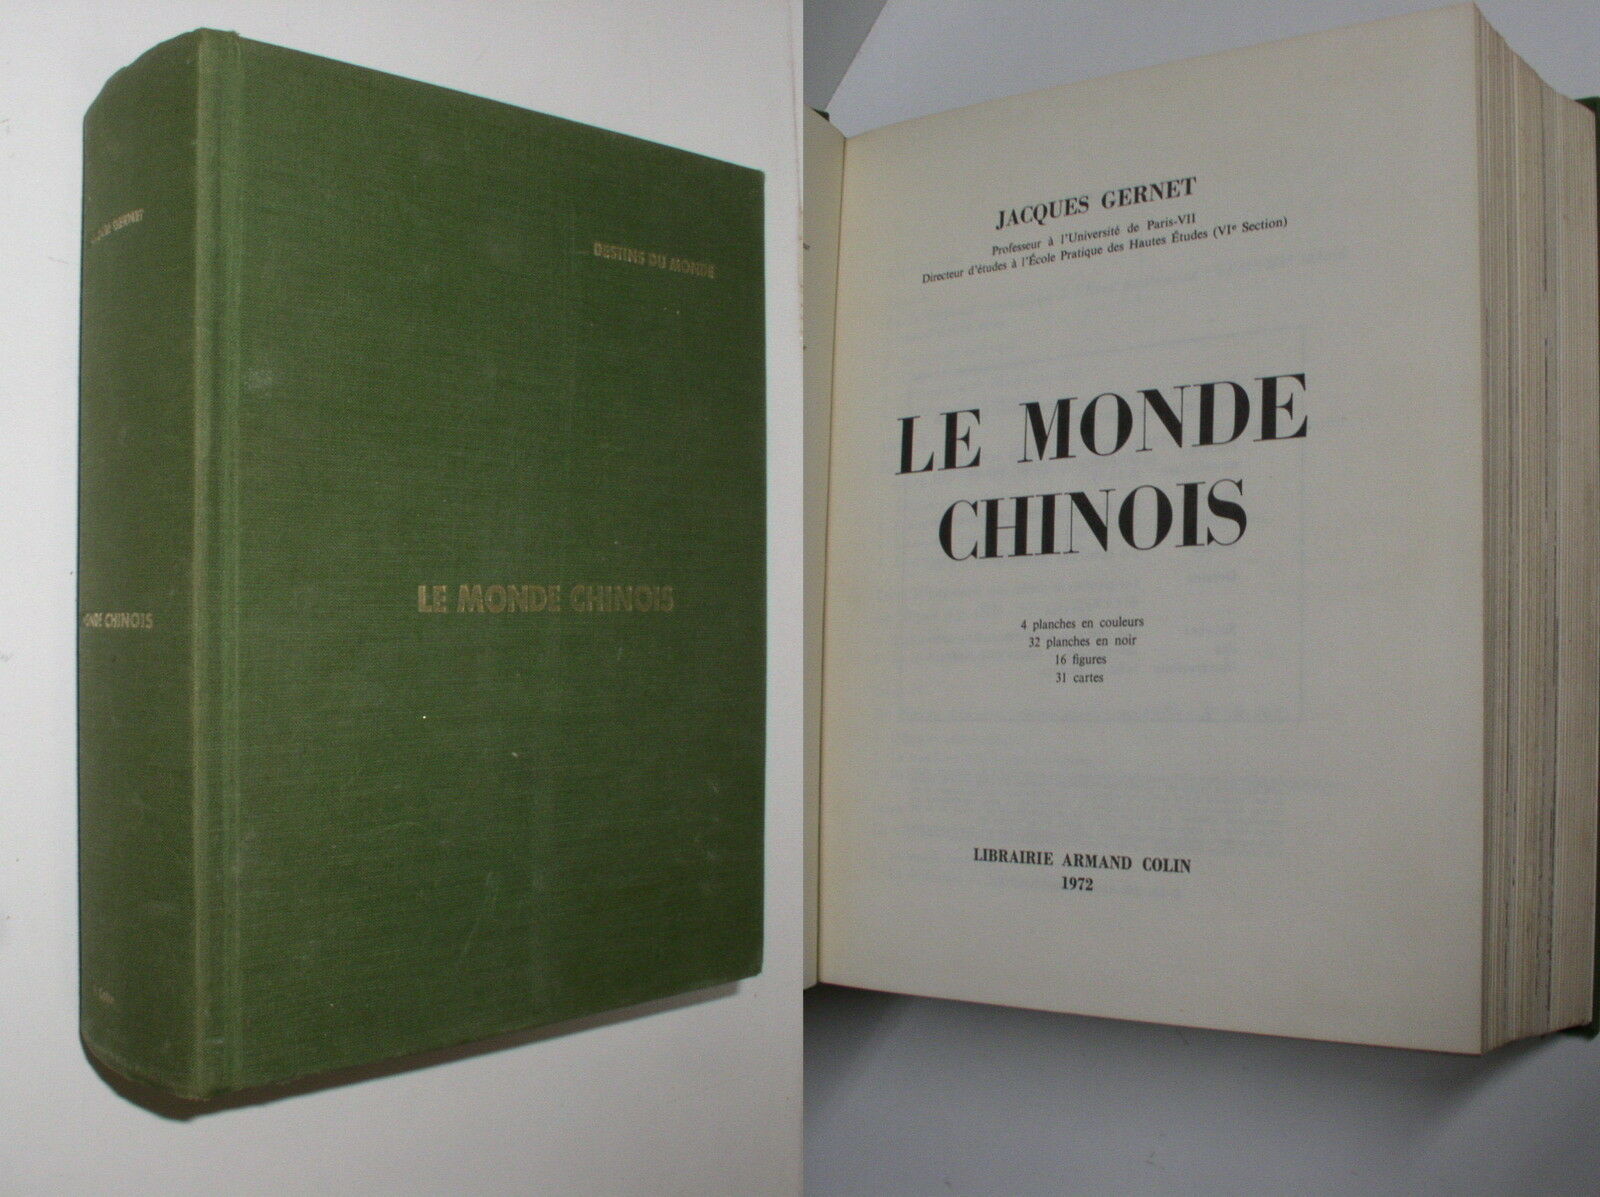 GERNET
NDE CHINOIS
DESTINS DU MONDE
LE MONDE CHINOIS
JACQUES GERNET
Professeur à l'Université de Paris-VII
Directeur d'études à l'École Pratique des Hautes Études (VIe Section)
LE MONDE
CHINOIS
4 planches en couleurs
32 planches en noir
16 figures
31 cartes
LIBRAIRIE ARMAND COLIN
1972